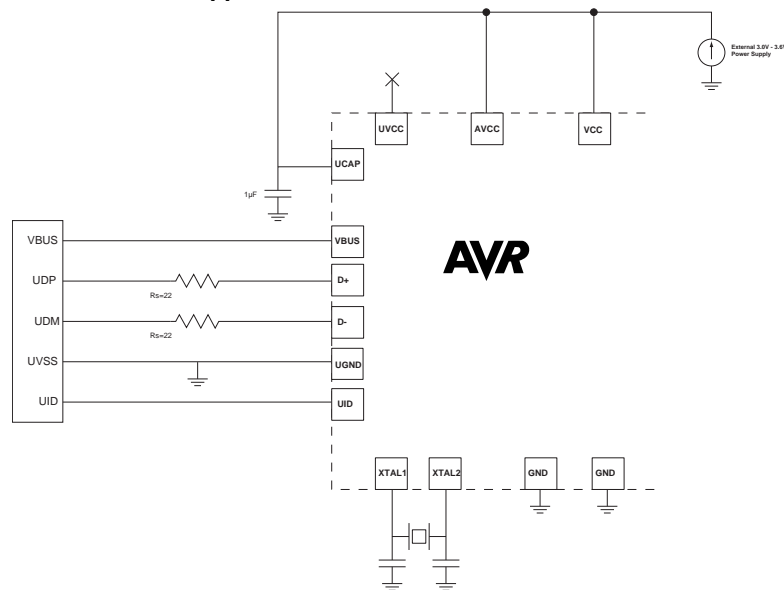 External 3.0V - 3.6V
Power Supply
UVCC
AVCC
VCC
UCAP
1µF
VBUS
VBUS
UDP
Rs=22
D+
UDM
Rs=22
D-
UVSS
UGND
UID
UID
AVR
XTAL1
XTAL2
GND
GND